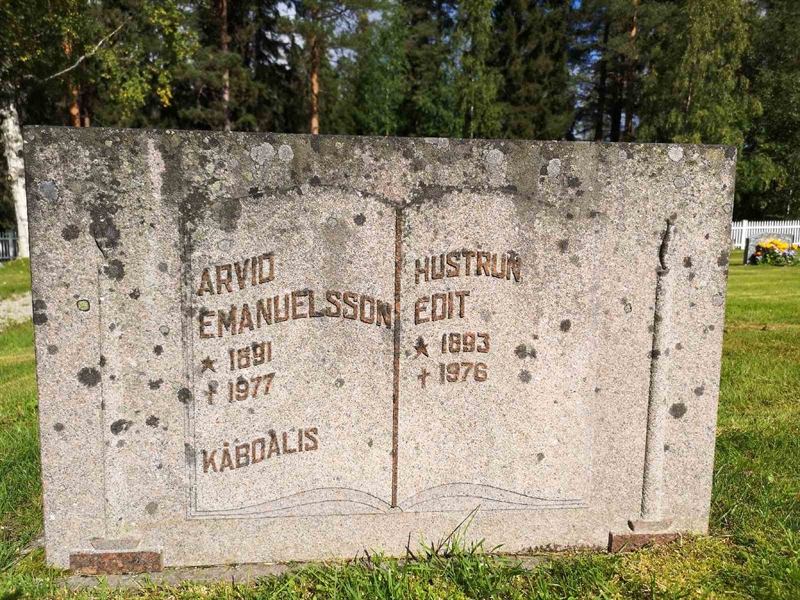 ARVID
EMANUELSSON
★ 1891
† 1977
KÅBDALIS
HUSTRUN
EDIT
★ 1893
† 1976